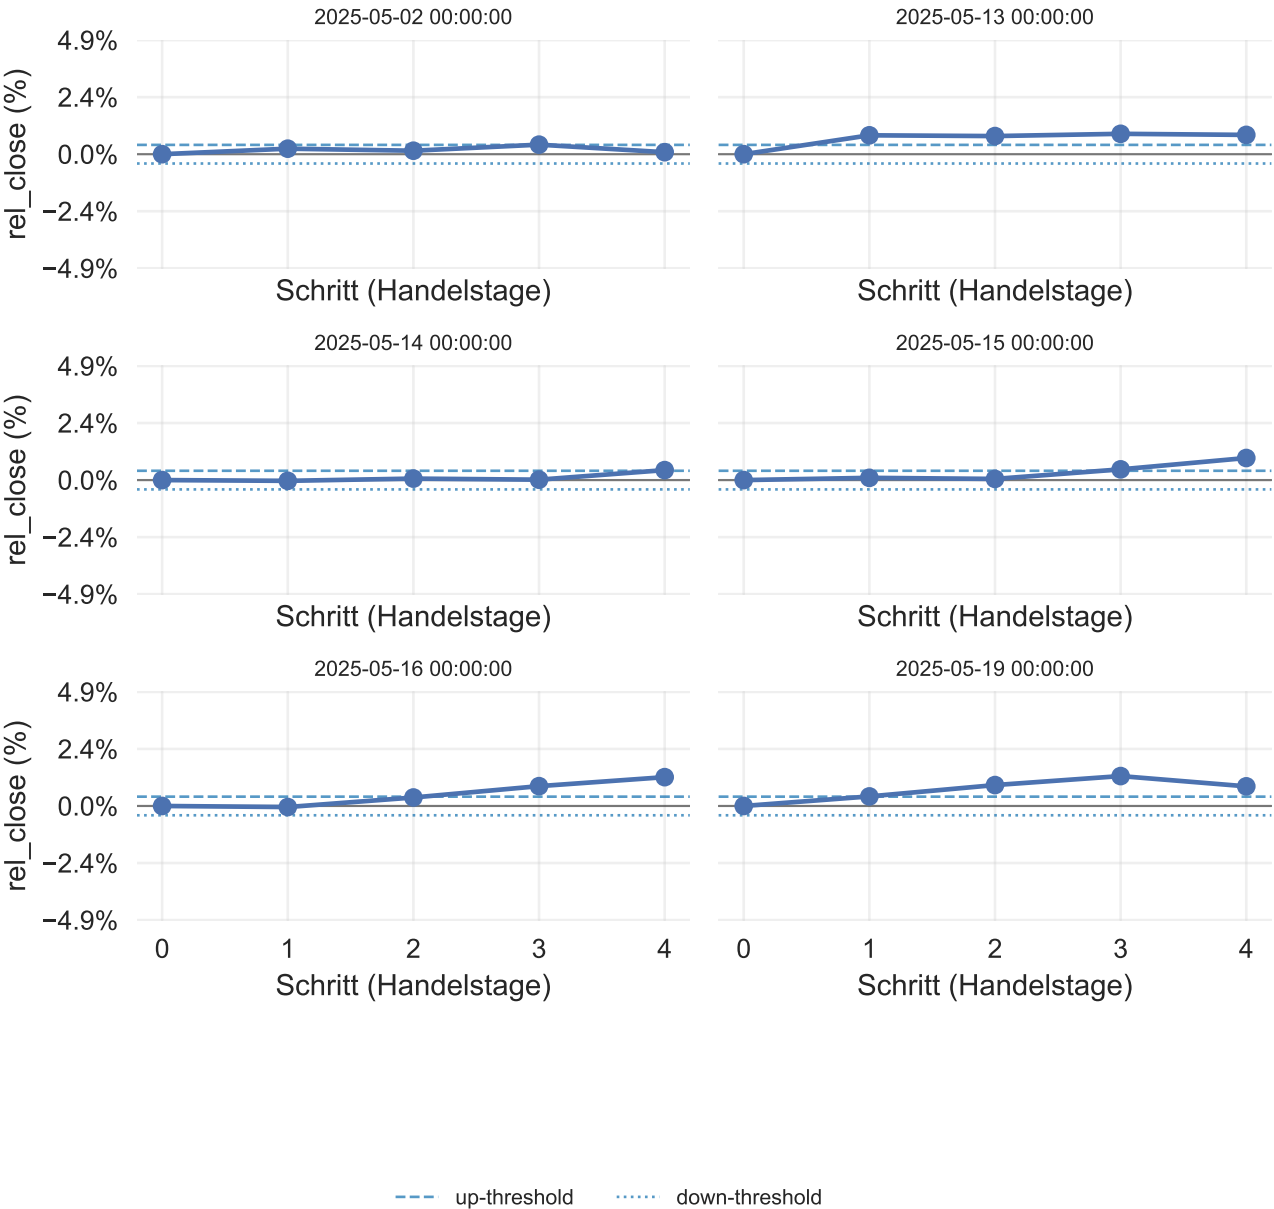 2025-05-02 00:00:00
2025-05-13 00:00:00
4.9%
2.4%
0.0%
−2.4%
−4.9%
rel_close (%)
Schritt (Handelstage)
Schritt (Handelstage)
2025-05-14 00:00:00
2025-05-15 00:00:00
4.9%
2.4%
0.0%
−2.4%
−4.9%
rel_close (%)
Schritt (Handelstage)
Schritt (Handelstage)
2025-05-16 00:00:00
2025-05-19 00:00:00
4.9%
2.4%
0.0%
−2.4%
−4.9%
rel_close (%)
0 1 2 3 4
0 1 2 3 4
Schritt (Handelstage)
Schritt (Handelstage)
up-threshold
down-threshold